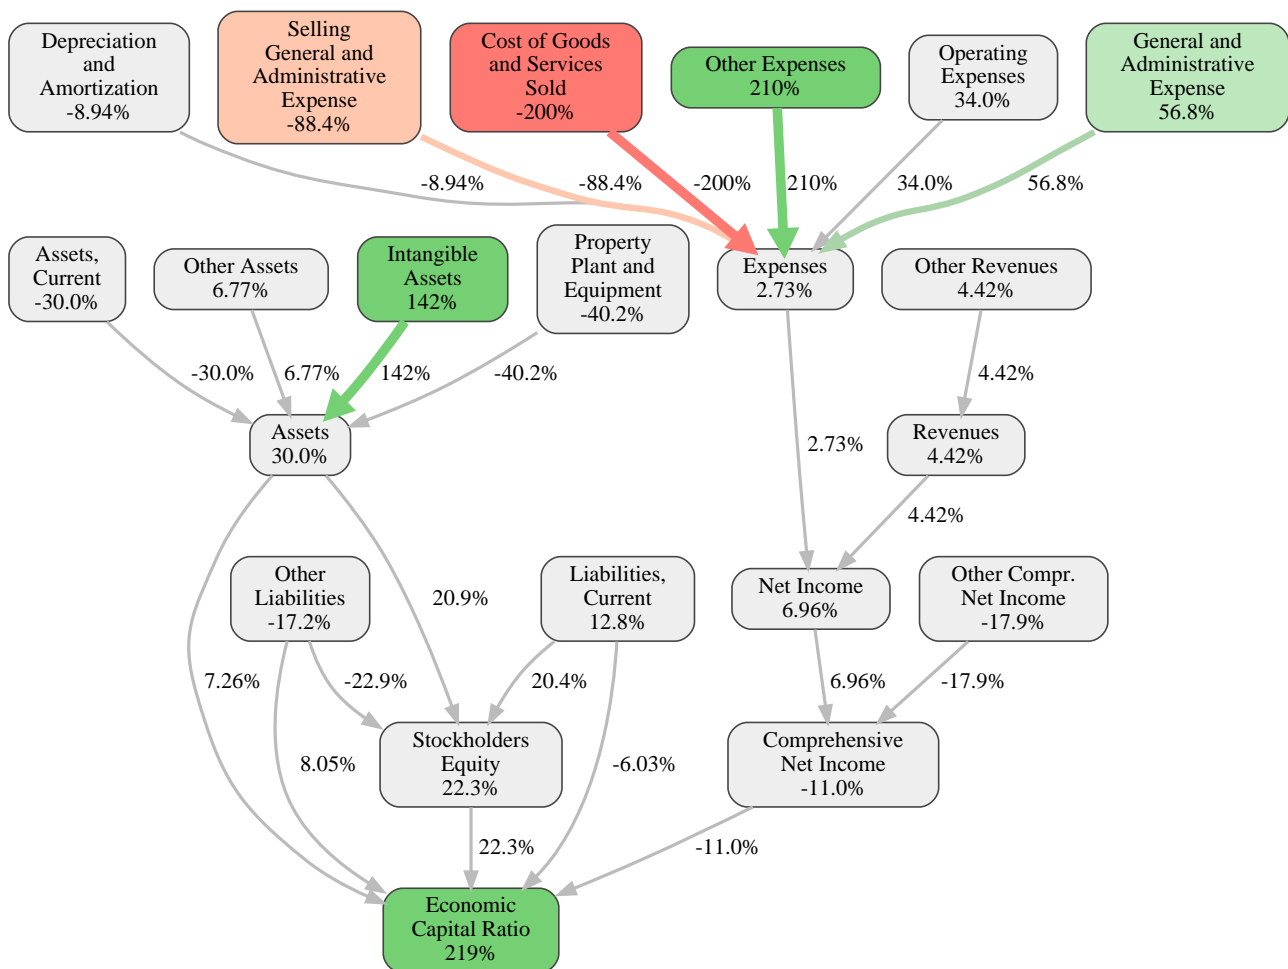 Depreciation
and
Amortization
-8.94%
Selling
General and
Administrative
Expense
-88.4%
Cost of Goods
and Services
Sold
-200%
Other Expenses
210%
Operating
Expenses
34.0%
General and
Administrative
Expense
56.8%
-8.94%
-88.4%
-200%
210%
34.0%
56.8%
Assets,
Current
-30.0%
Other Assets
6.77%
Intangible
Assets
142%
Property
Plant and
Equipment
-40.2%
Expenses
2.73%
Other Revenues
4.42%
-30.0%
6.77%
142%
-40.2%
4.42%
Assets
30.0%
2.73%
Revenues
4.42%
4.42%
Other
Liabilities
-17.2%
20.9%
Liabilities,
Current
12.8%
Net Income
6.96%
Other Compr.
Net Income
-17.9%
7.26%
-22.9%
20.4%
6.96%
-17.9%
Stockholders
Equity
22.3%
Comprehensive
Net Income
-11.0%
8.05%
-6.03%
22.3%
-11.0%
Economic
Capital Ratio
219%